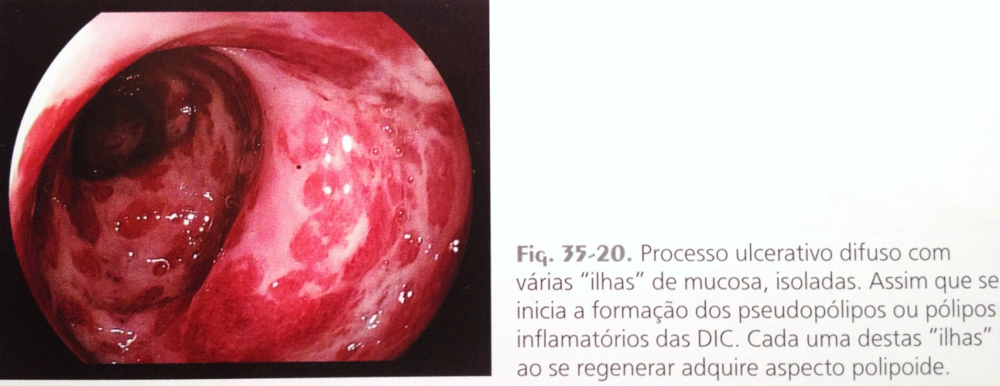 Fig. 35-20. Processo ulcerativo difuso com
várias “ilhas” de mucosa, isoladas. Assim que se
inicia a formação dos pseudopólipos ou pólipos
inflamatórios das DIC. Cada uma destas “ilhas”
ao se regenerar adquire aspecto polipoide.